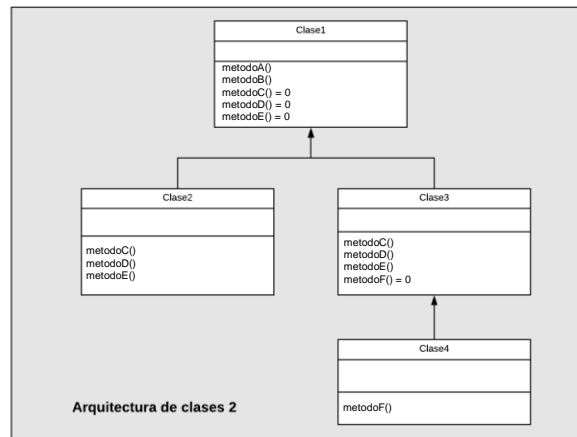 Clase1
metodoA()
metodoB()
metodoC() = 0
metodoD() = 0
metodoE() = 0
Clase2
metodoC()
metodoD()
metodoE()
Clase3
metodoC()
metodoD()
metodoE()
metodoF() = 0
Clase4
metodoF()
Arquitectura de clases 2